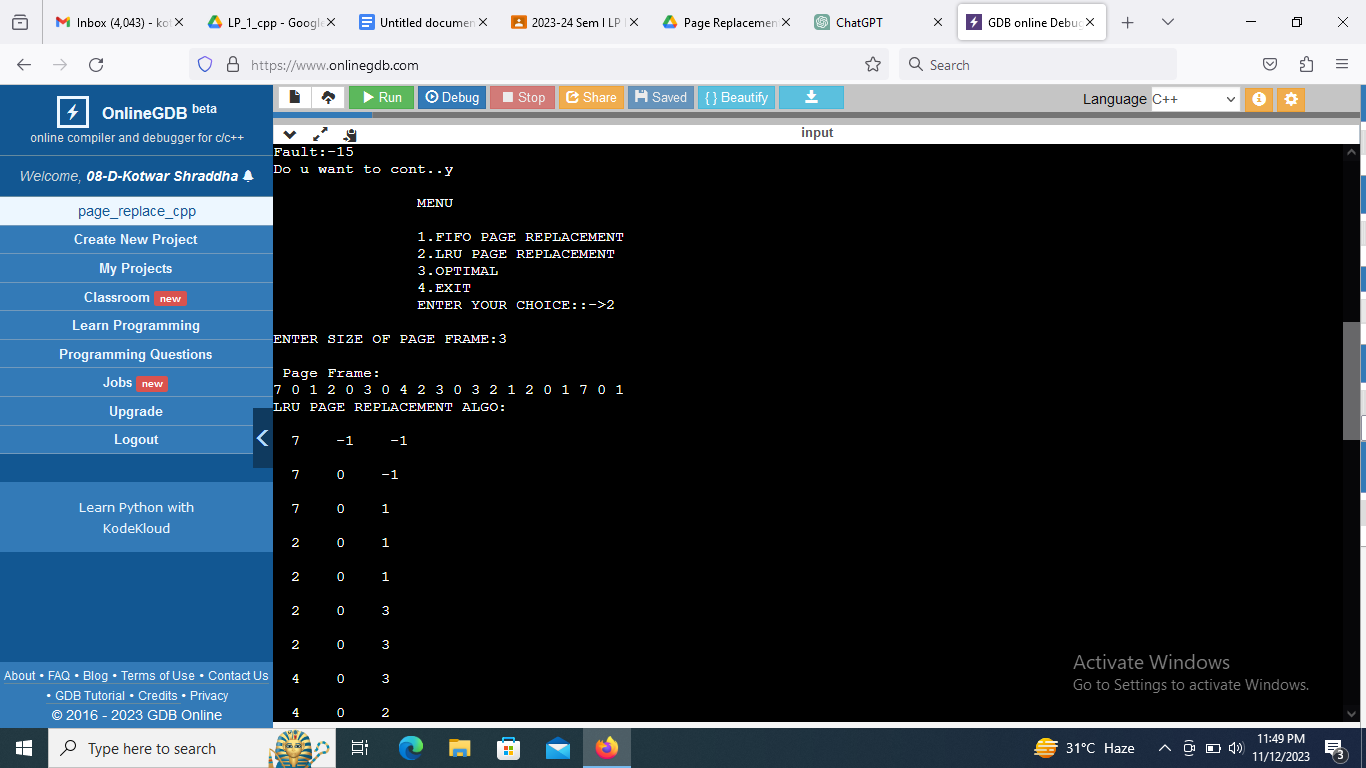 Inbox (4,043) - kot
LP_1_cpp - Google
Untitled documen
2023-24 Sem I LP
Page Replacemen
ChatGPT
GDB online Debug
https://www.onlinegdb.com
Search
OnlineGDB beta
online compiler and debugger for c/c++
Welcome, 08-D-Kotwar Shraddha
page_replace_cpp
Create New Project
My Projects
Classroom new
Learn Programming
Programming Questions
Jobs new
Upgrade
Logout
Learn Python with
KodeKloud
About • FAQ • Blog • Terms of Use • Contact Us
• GDB Tutorial • Credits • Privacy
© 2016 - 2023 GDB Online
Run Debug Stop Share Saved { } Beautify
Language C++
input
Fault:-15
Do u want to cont..y
MENU
1.FIFO PAGE REPLACEMENT
2.LRU PAGE REPLACEMENT
3.OPTIMAL
4.EXIT
ENTER YOUR CHOICE::->2
ENTER SIZE OF PAGE FRAME:3
Page Frame:
7 0 1 2 0 3 0 4 2 3 0 3 2 1 2 0 1 7 0 1
LRU PAGE REPLACEMENT ALGO:
7 -1 -1
7 0 -1
7 0 1
2 0 1
2 0 1
2 0 3
2 0 3
4 0 3
4 0 2
Activate Windows
Go to Settings to activate Windows.
Type here to search
31°C Haze
11:49 PM
11/12/2023
3